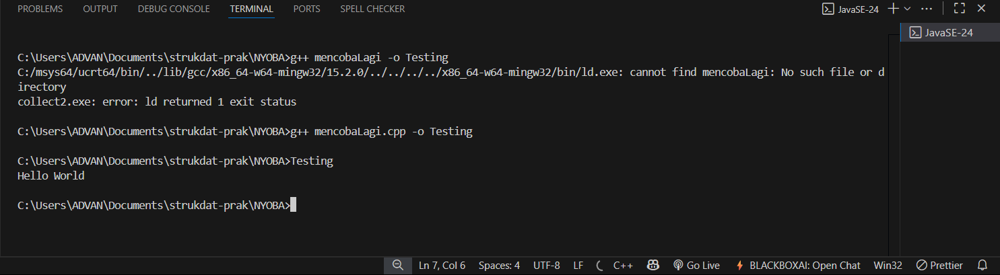 PROBLEMS OUTPUT DEBUG CONSOLE TERMINAL PORTS SPELL CHECKER JavaSE-24
JavaSE-24
C:\Users\ADVAN\Documents\strukdat-prak\NYOBA>g++ mencobaLagi -o Testing
C:/msys64/ucrt64/bin/../lib/gcc/x86_64-w64-mingw32/15.2.0/../../../../x86_64-w64-mingw32/bin/ld.exe: cannot find mencobaLagi: No such file or d
irectory
collect2.exe: error: ld returned 1 exit status
C:\Users\ADVAN\Documents\strukdat-prak\NYOBA>g++ mencobaLagi.cpp -o Testing
C:\Users\ADVAN\Documents\strukdat-prak\NYOBA>Testing
Hello World
C:\Users\ADVAN\Documents\strukdat-prak\NYOBA>
Ln 7, Col 6 Spaces: 4 UTF-8 LF C++ Go Live BLACKBOXAI: Open Chat Win32 Prettier